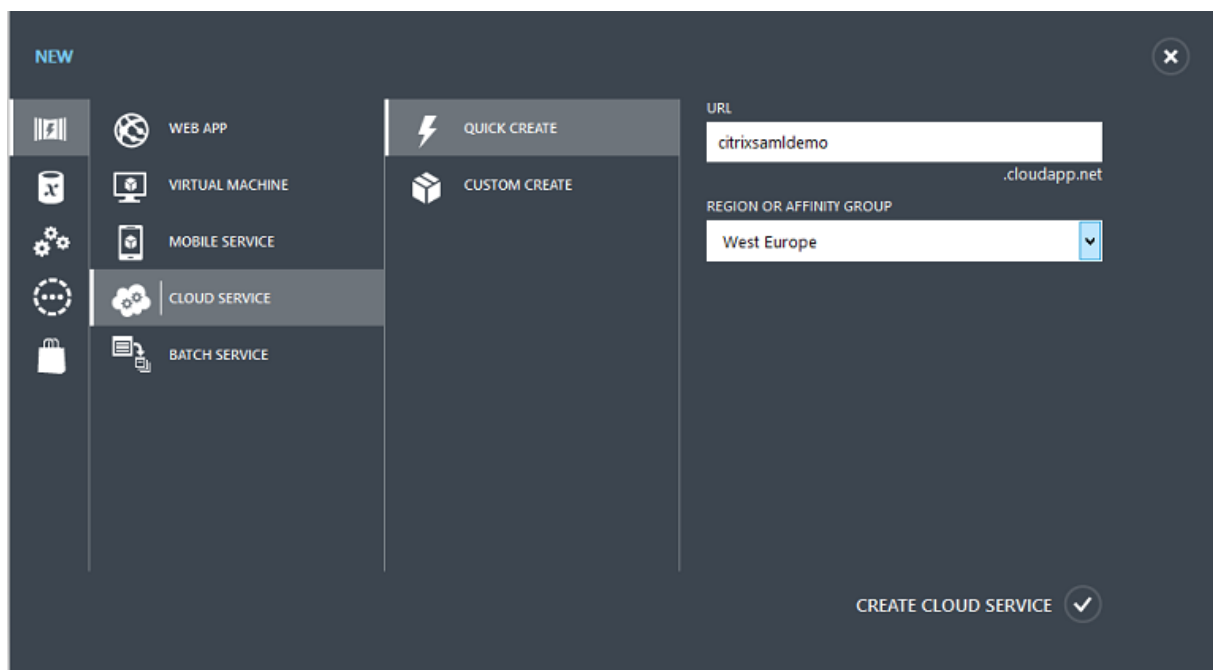 NEW
WEB APP
VIRTUAL MACHINE
MOBILE SERVICE
CLOUD SERVICE
BATCH SERVICE
QUICK CREATE
CUSTOM CREATE
URL
citrixsamldemo
.cloudapp.net
REGION OR AFFINITY GROUP
West Europe
CREATE CLOUD SERVICE